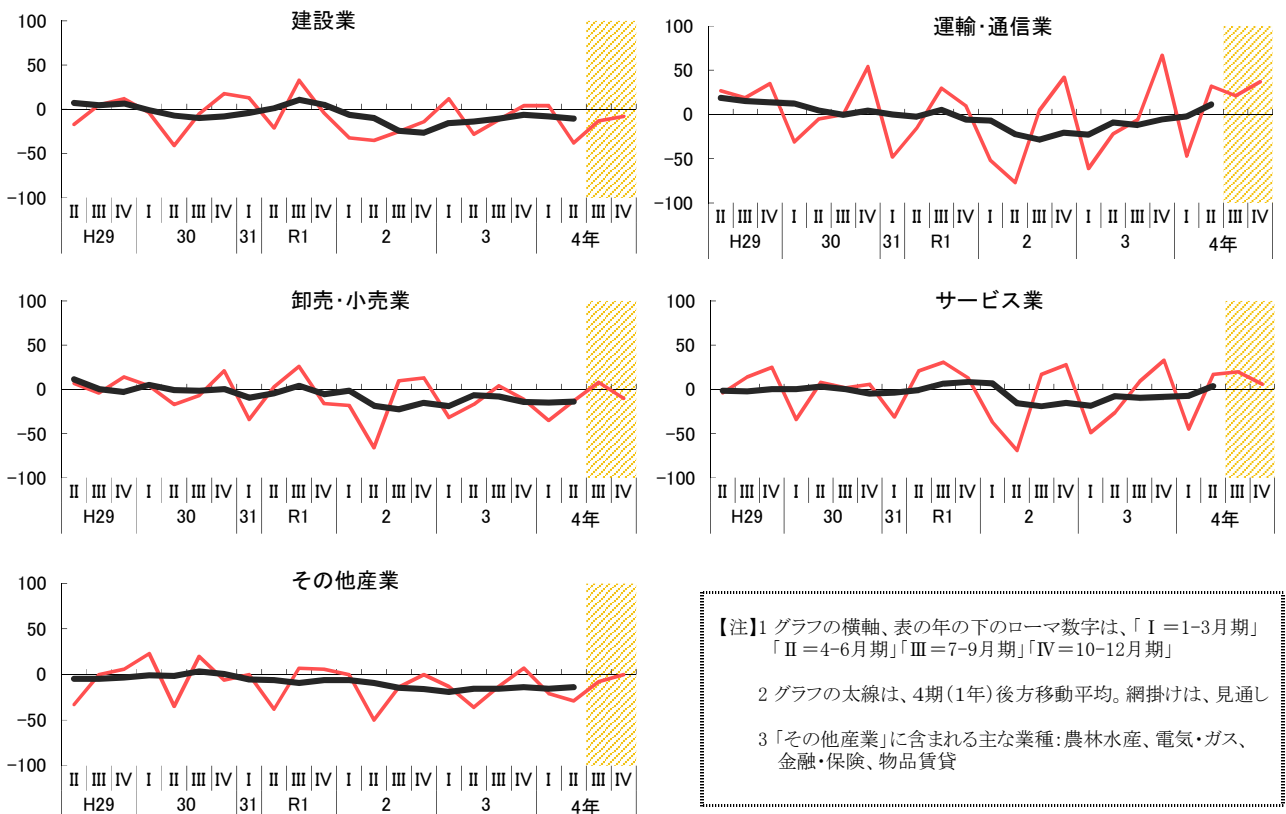 建設業
100
50
0
-50
-100
Ⅱ Ⅲ Ⅳ Ⅰ Ⅱ Ⅲ Ⅳ Ⅰ Ⅱ Ⅲ Ⅳ Ⅰ Ⅱ Ⅲ Ⅳ Ⅰ Ⅱ Ⅲ Ⅳ Ⅰ Ⅱ Ⅲ Ⅳ
H29 30 31 R1 2 3 4年
運輸・通信業
100
50
0
-50
-100
Ⅱ Ⅲ Ⅳ Ⅰ Ⅱ Ⅲ Ⅳ Ⅰ Ⅱ Ⅲ Ⅳ Ⅰ Ⅱ Ⅲ Ⅳ Ⅰ Ⅱ Ⅲ Ⅳ Ⅰ Ⅱ Ⅲ Ⅳ
H29 30 31 R1 2 3 4年
卸売・小売業
100
50
0
-50
-100
Ⅱ Ⅲ Ⅳ Ⅰ Ⅱ Ⅲ Ⅳ Ⅰ Ⅱ Ⅲ Ⅳ Ⅰ Ⅱ Ⅲ Ⅳ Ⅰ Ⅱ Ⅲ Ⅳ Ⅰ Ⅱ Ⅲ Ⅳ
H29 30 31 R1 2 3 4年
サービス業
100
50
0
-50
-100
Ⅱ Ⅲ Ⅳ Ⅰ Ⅱ Ⅲ Ⅳ Ⅰ Ⅱ Ⅲ Ⅳ Ⅰ Ⅱ Ⅲ Ⅳ Ⅰ Ⅱ Ⅲ Ⅳ Ⅰ Ⅱ Ⅲ Ⅳ
H29 30 31 R1 2 3 4年
その他産業
100
50
0
-50
-100
Ⅱ Ⅲ Ⅳ Ⅰ Ⅱ Ⅲ Ⅳ Ⅰ Ⅱ Ⅲ Ⅳ Ⅰ Ⅱ Ⅲ Ⅳ Ⅰ Ⅱ Ⅲ Ⅳ Ⅰ Ⅱ Ⅲ Ⅳ
H29 30 31 R1 2 3 4年
【注】1 グラフの横軸、表の年の下のローマ数字は、「Ⅰ=1-3月期」
「Ⅱ=4-6月期」「Ⅲ=7-9月期」「Ⅳ=10-12月期」
2 グラフの太線は、4期(1年)後方移動平均。網掛けは、見通し
3 「その他産業」に含まれる主な業種:農林水産、電気・ガス、
金融・保険、物品賃貸